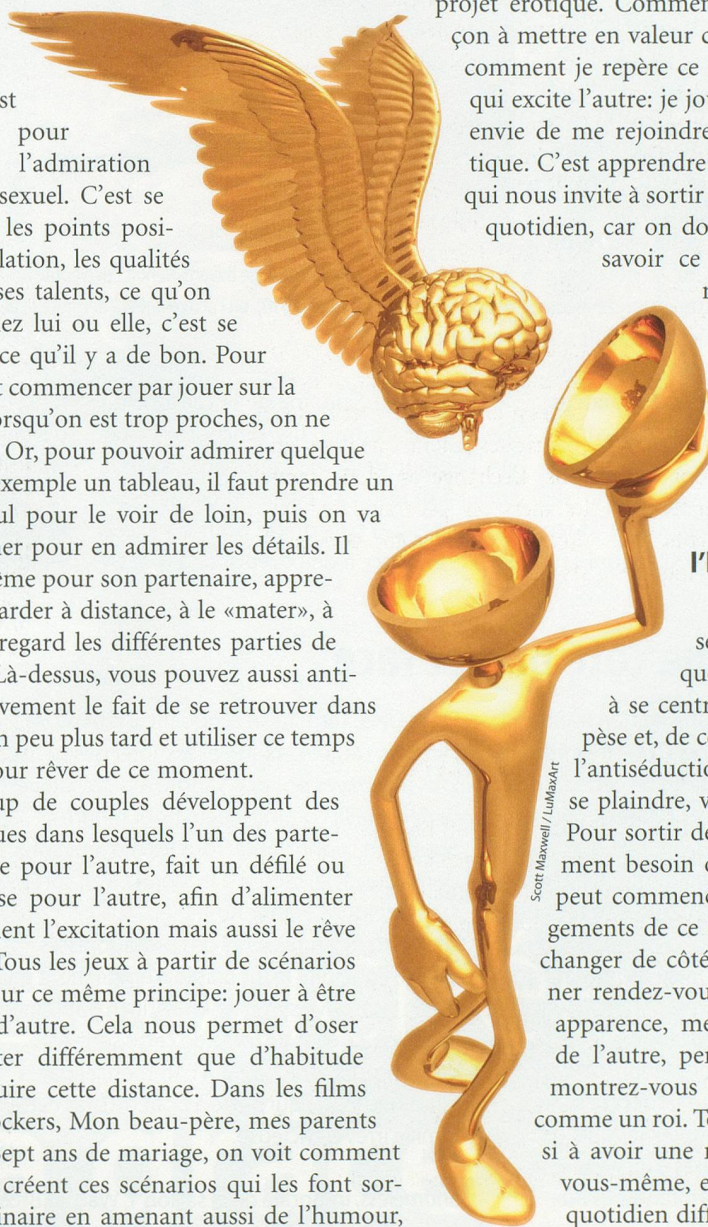 st
pour
l'admiration
sexuel. C'est se
les points posi-
lation, les qualités
ses talents, ce qu'on
ez lui ou elle, c'est se
ce qu'il y a de bon. Pour
t commencer par jouer sur la
orsqu'on est trop proches, on ne
Or, pour pouvoir admirer quelque
xemple un tableau, il faut prendre un
ul pour le voir de loin, puis on va
er pour en admirer les détails. Il
ême pour son partenaire, appre-
arder à distance, à le «mater», à
regard les différentes parties de
Là-dessus, vous pouvez aussi anti-
vement le fait de se retrouver dans
n peu plus tard et utiliser ce temps
our rêver de ce moment.
up de couples développent des
ues dans lesquels l'un des parte-
e pour l'autre, fait un défilé ou
se pour l'autre, afin d'alimenter
ent l'excitation mais aussi le rêve
Tous les jeux à partir de scénarios
ur ce même principe: jouer à être
d'autre. Cela nous permet d'oser
ter différemment que d'habitude
uire cette distance. Dans les films
ckers, Mon beau-père, mes parents
Sept ans de mariage, on voit comment
créent ces scénarios qui les font sor-
inaire en amenant aussi de l'humour,
projet érotique. Commen
çon à mettre en valeur c
comment je repère ce
qui excite l'autre: je jo
envie de me rejoindre
tique. C'est apprendre
qui nous invite à sortir
quotidien, car on do
savoir ce
l'
se
qu
à se centr
pèse et, de c
l'antiséductio
se plaindre, v
Pour sortir de
ment besoin
peut commenc
gements de ce
changer de côté
ner rendez-vou
apparence, me
de l'autre, per
montrez-vous
comme un roi. T
si à avoir une
vous-même, e
quotidien diff
Scott Maxwell / LuMaxArt